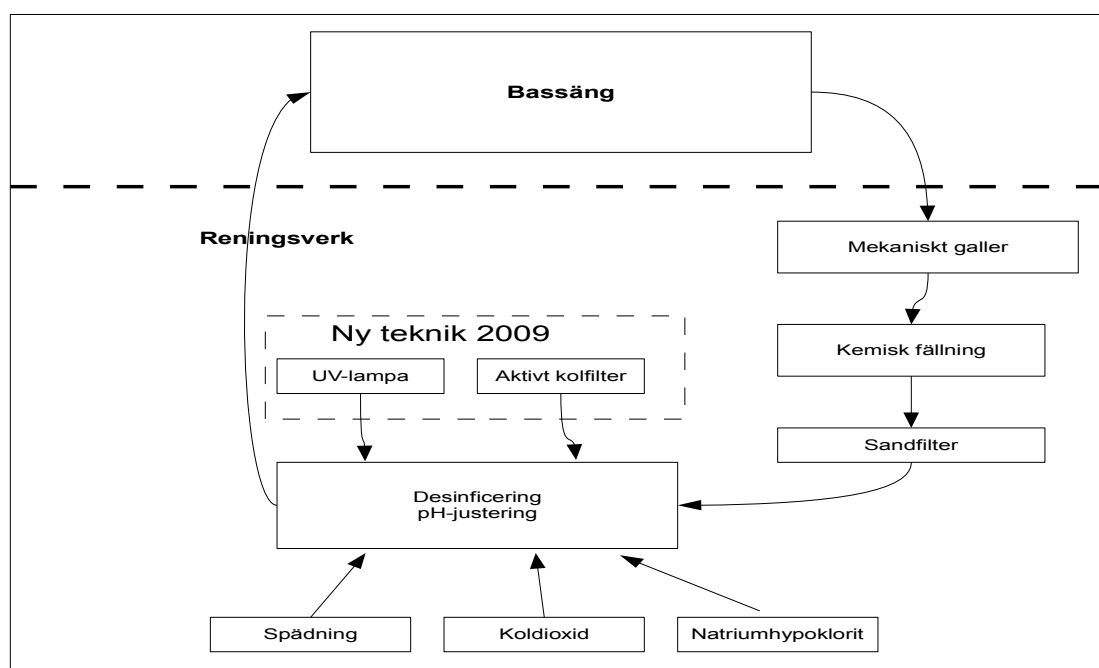 Bassäng
Reningsverk
Mekaniskt galler
Ny teknik 2009
Kemisk fällning
UV-lampa
Aktivt kolfilter
Sandfilter
Desinficering
pH-justering
Spädning
Koldioxid
Natriumhypoklorit